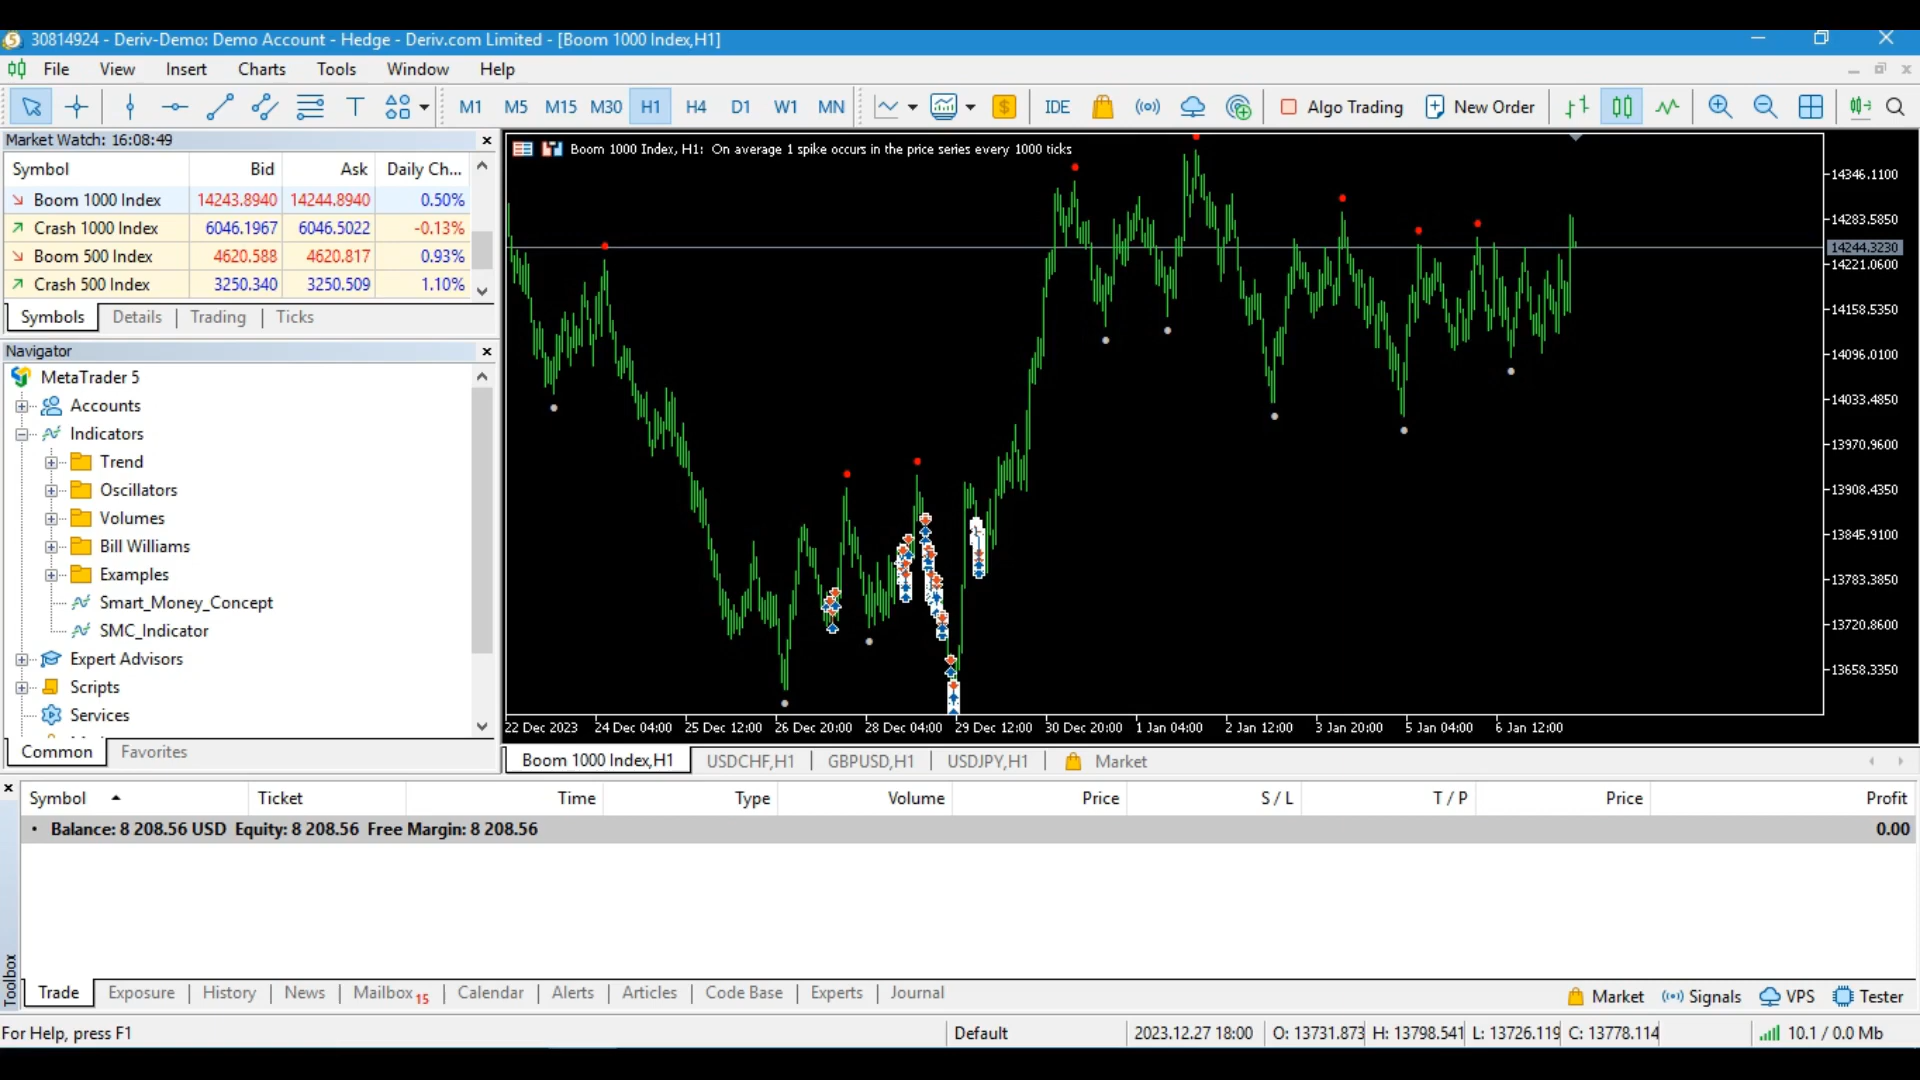 30814924 - Deriv-Demo: Demo Account - Hedge - Deriv.com Limited - [Boom 1000 Index,H1]
File View Insert Charts Tools Window Help
M1 M5 M15 M30 H1 H4 D1 W1 MN IDE Algo Trading New Order
Market Watch: 16:08:49
Symbol Bid Ask Daily Ch...
Boom 1000 Index 14243.8940 14244.8940 0.50%
Crash 1000 Index 6046.1967 6046.5022 -0.13%
Boom 500 Index 4620.588 4620.817 0.93%
Crash 500 Index 3250.340 3250.509 1.10%
Symbols Details Trading Ticks
Navigator
MetaTrader 5
Accounts
Indicators
Trend
Oscillators
Volumes
Bill Williams
Examples
Smart_Money_Concept
SMC_Indicator
Expert Advisors
Scripts
Services
Common Favorites
Boom 1000 Index, H1: On average 1 spike occurs in the price series every 1000 ticks
14346.1100
14283.5850
14244.3230
14221.0600
14158.5350
14096.0100
14033.4850
13970.9600
13908.4350
13845.9100
13783.3850
13720.8600
13658.3350
22 Dec 2023 24 Dec 04:00 25 Dec 12:00 26 Dec 20:00 28 Dec 04:00 29 Dec 12:00 30 Dec 20:00 1 Jan 04:00 2 Jan 12:00 3 Jan 20:00 5 Jan 04:00 6 Jan 12:00
Boom 1000 Index,H1 USDCHF,H1 GBPUSD,H1 USDJPY,H1 Market
Symbol Ticket Time Type Volume Price S / L T / P Price Profit
Balance: 8 208.56 USD Equity: 8 208.56 Free Margin: 8 208.56 0.00
Toolbox
Trade Exposure History News Mailbox 15 Calendar Alerts Articles Code Base Experts Journal Market Signals VPS Tester
For Help, press F1 Default 2023.12.27 18:00 O: 13731.873 H: 13798.541 L: 13726.119 C: 13778.114 10.1 / 0.0 Mb